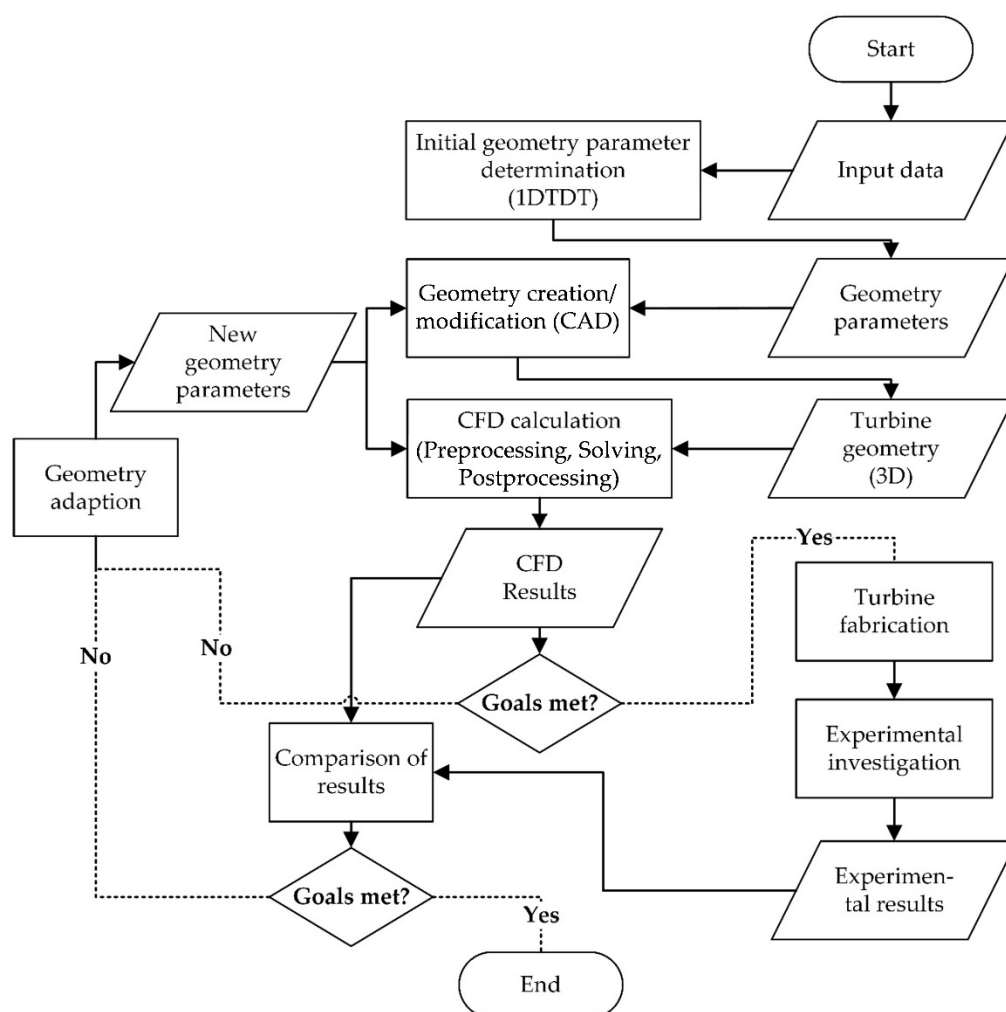 Start
Initial geometry parameter
determination
(1DTDT)
Input data
Geometry creation/
modification (CAD)
Geometry
parameters
New
geometry
parameters
CFD calculation
(Preprocessing, Solving,
Postprocessing)
Turbine
geometry
(3D)
Geometry
adaption
Yes
CFD
Results
Turbine
fabrication
No
No
Goals met?
Comparison of
results
Experimental
investigation
Goals met?
Experimen-
tal results
Yes
End